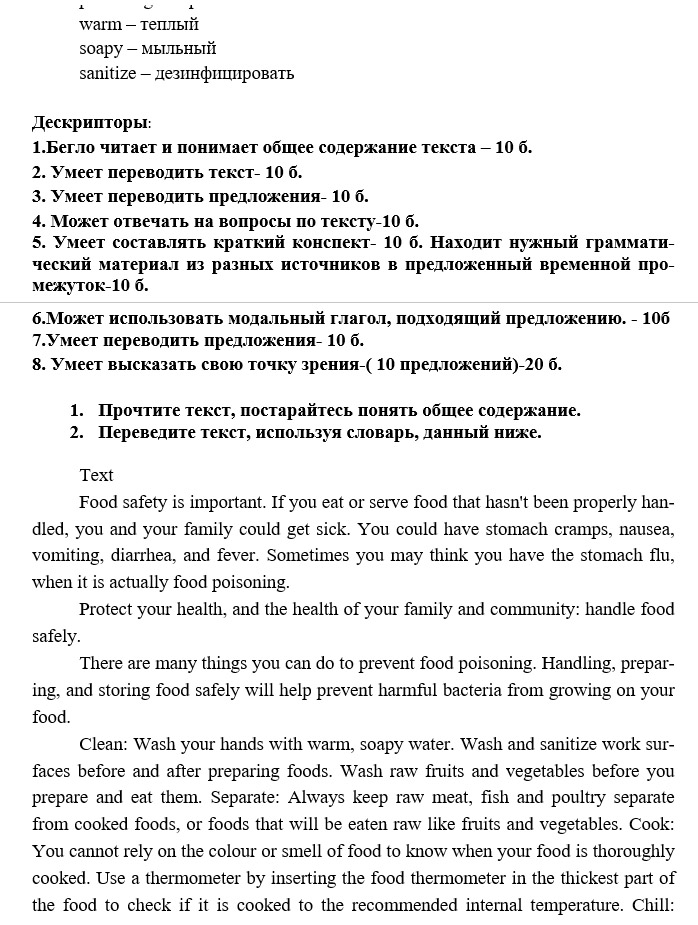 warm – теплый
soapy – мыльный
sanitize – дезинфицировать
Дескрипторы:
1.Бегло читает и понимает общее содержание текста – 10 б.
2. Умеет переводить текст- 10 б.
3. Умеет переводить предложения- 10 б.
4. Может отвечать на вопросы по тексту-10 б.
5. Умеет составлять краткий конспект- 10 б. Находит нужный граммати-
ческий материал из разных источников в предложенный временной про-
межуток-10 б.
6.Может использовать модальный глагол, подходящий предложению. - 10б
7.Умеет переводить предложения- 10 б.
8. Умеет высказать свою точку зрения-( 10 предложений)-20 б.
1. Прочтите текст, постарайтесь понять общее содержание.
2. Переведите текст, используя словарь, данный ниже.
Text
Food safety is important. If you eat or serve food that hasn't been properly han-
dled, you and your family could get sick. You could have stomach cramps, nausea,
vomiting, diarrhea, and fever. Sometimes you may think you have the stomach flu,
when it is actually food poisoning.
Protect your health, and the health of your family and community: handle food
safely.
There are many things you can do to prevent food poisoning. Handling, prepar-
ing, and storing food safely will help prevent harmful bacteria from growing on your
food.
Clean: Wash your hands with warm, soapy water. Wash and sanitize work sur-
faces before and after preparing foods. Wash raw fruits and vegetables before you
prepare and eat them. Separate: Always keep raw meat, fish and poultry separate
from cooked foods, or foods that will be eaten raw like fruits and vegetables. Cook:
You cannot rely on the colour or smell of food to know when your food is thoroughly
cooked. Use a thermometer by inserting the food thermometer in the thickest part of
the food to check if it is cooked to the recommended internal temperature. Chill: